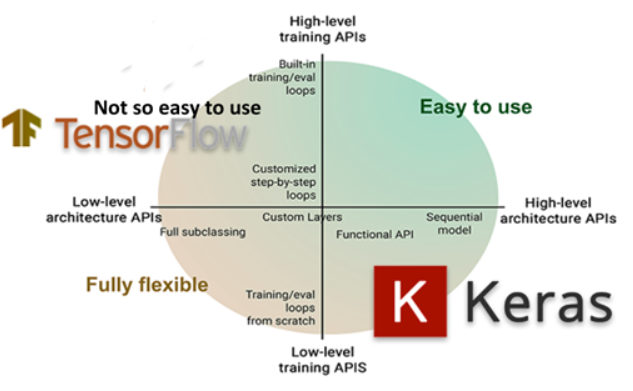 High-level
training APIs
Built-in
training/eval
loops
Not so easy to use
Easy to use
TensorFlow
Customized
step-by-step
loops
Low-level
architecture APIs
High-level
architecture APIs
Custom Layers
Sequential
model
Full subclassing
Functional API
Fully flexible
Training/eval
loops
from scratch
K Keras
Low-level
training APIS